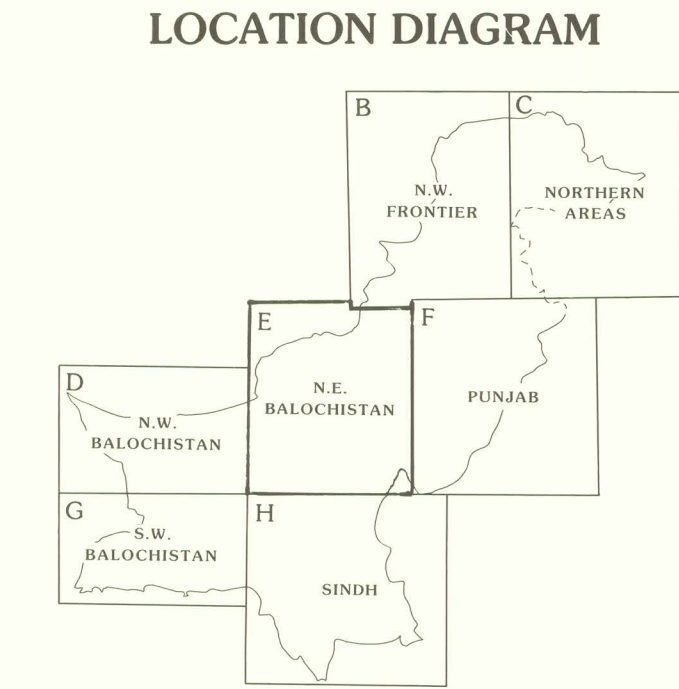 LOCATION DIAGRAM
B
C
N.W.
FRONTIER
NORTHERN
AREAS
E
F
N.E.
BALOCHISTAN
PUNJAB
D
N.W.
BALOCHISTAN
G
S.W.
BALOCHISTAN
H
SINDH